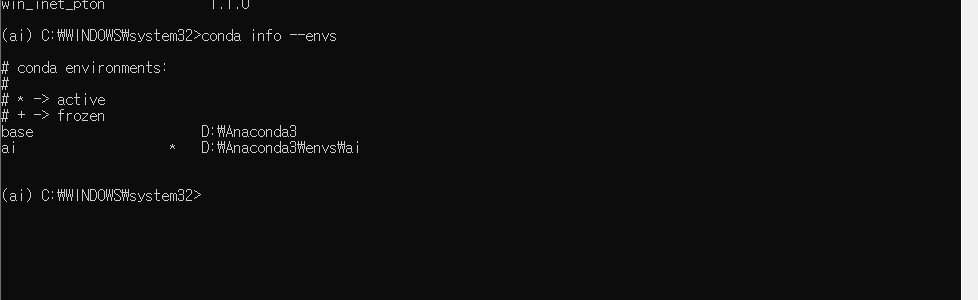 win_inet_pton 1.1.0
(ai) C:₩WINDOWS₩system32>conda info --envs
# conda environments:
#
# * -> active
# + -> frozen
base D:₩Anaconda3
ai * D:₩Anaconda3₩envs₩ai
(ai) C:₩WINDOWS₩system32>